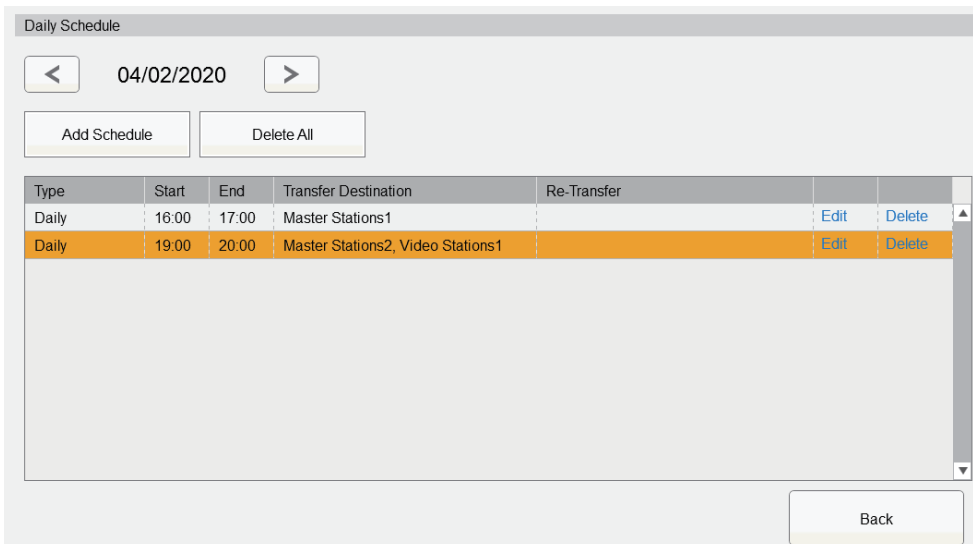 Daily Schedule
< 04/02/2020 >
Add Schedule Delete All
Type Start End Transfer Destination Re-Transfer
Daily 16:00 17:00 Master Stations1 Edit Delete
Daily 19:00 20:00 Master Stations2, Video Stations1 Edit Delete
Back